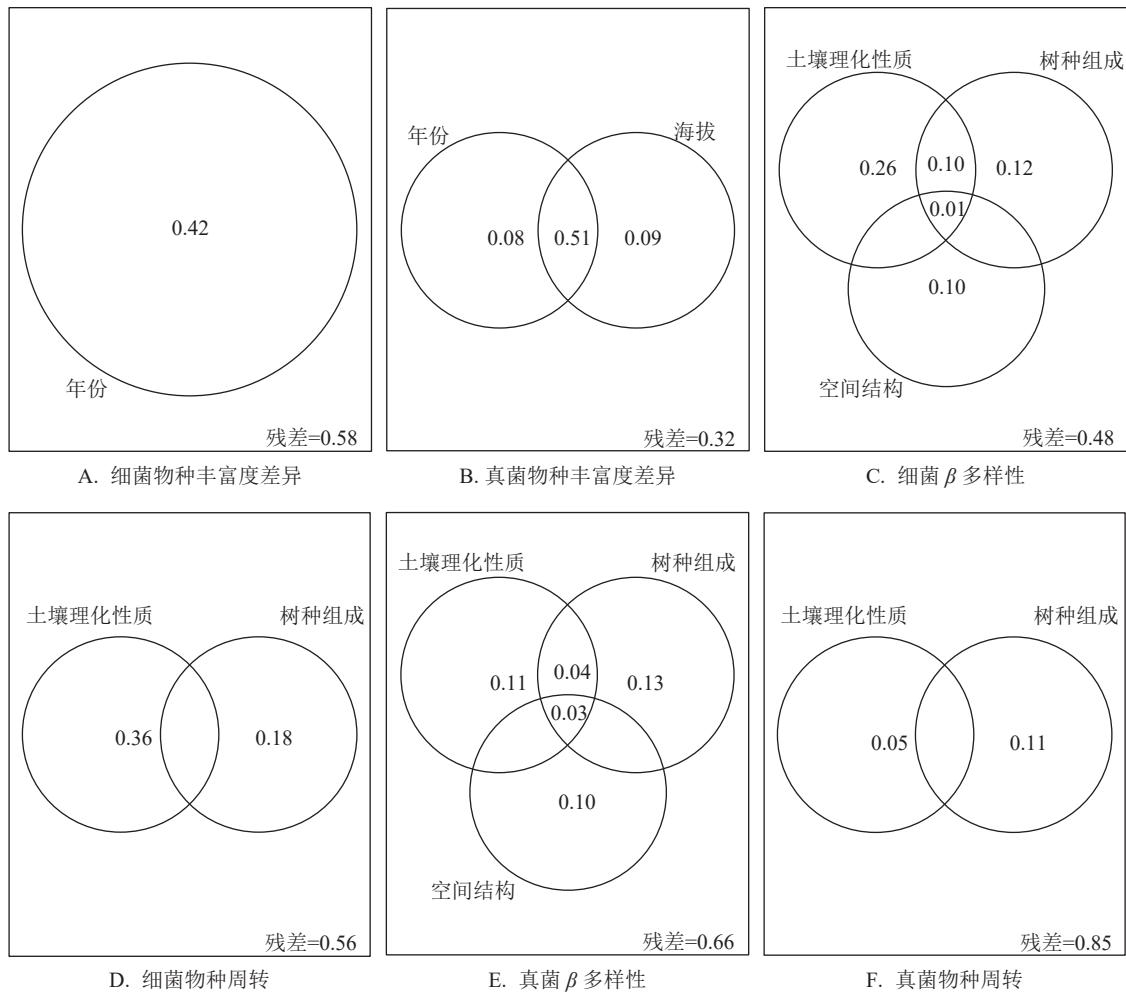 年份
0.42
残差=0.58
A. 细菌物种丰富度差异
年份
海拔
0.08
0.51
0.09
残差=0.32
B. 真菌物种丰富度差异
土壤理化性质
树种组成
0.26
0.10
0.12
0.01
0.10
空间结构
残差=0.48
C. 细菌 β 多样性
土壤理化性质
树种组成
0.36
0.18
残差=0.56
D. 细菌物种周转
土壤理化性质
树种组成
0.11
0.04
0.13
0.03
0.10
空间结构
残差=0.66
E. 真菌 β 多样性
土壤理化性质
树种组成
0.05
0.11
残差=0.85
F. 真菌物种周转